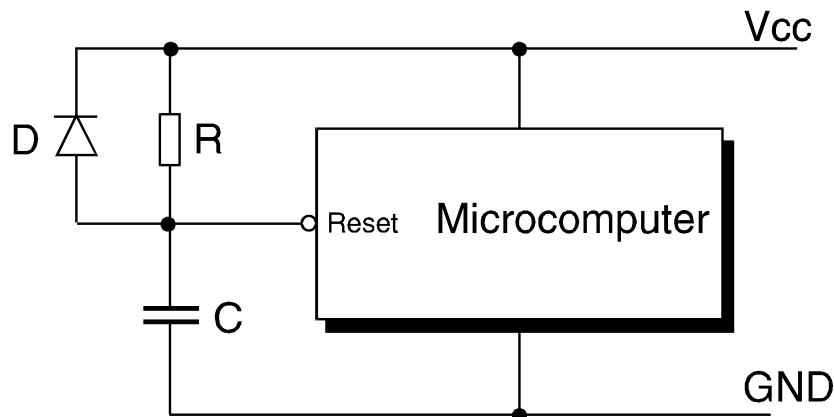 Vcc
D
R
Reset
Microcomputer
C
GND